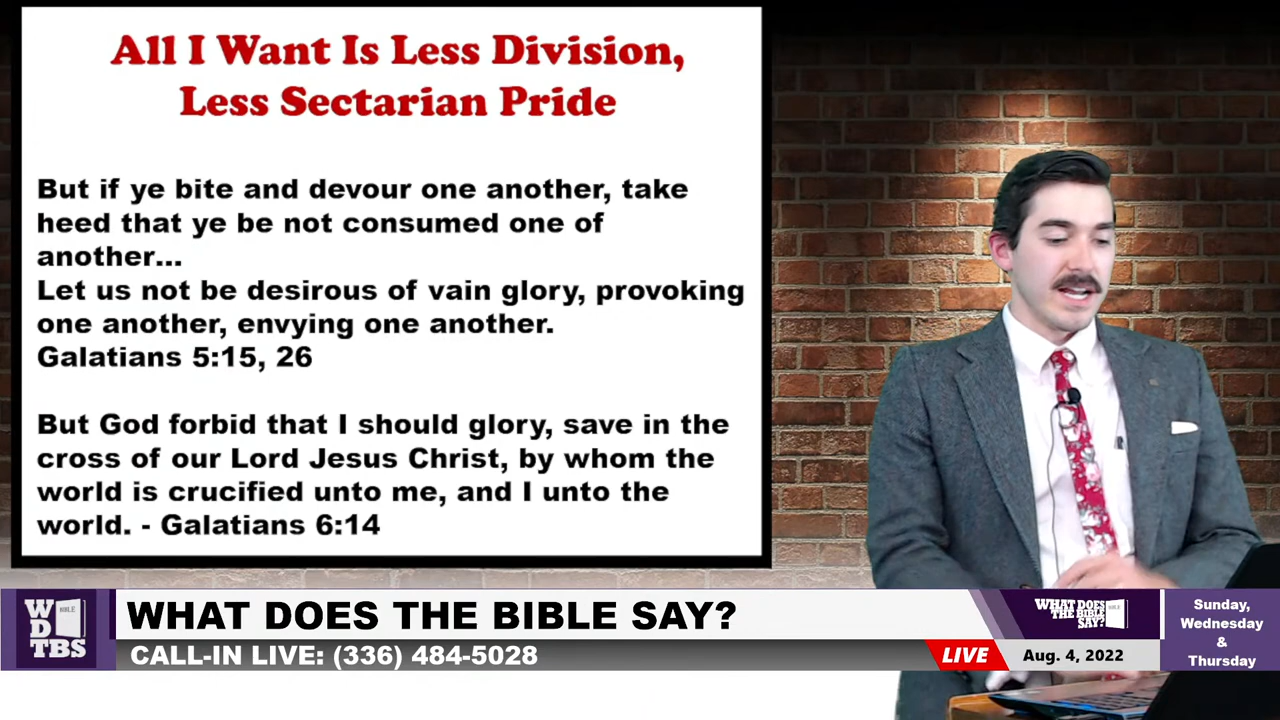 All I Want Is Less Division,
Less Sectarian Pride
But if ye bite and devour one another, take
heed that ye be not consumed one of
another...
Let us not be desirous of vain glory, provoking
one another, envying one another.
Galatians 5:15, 26
But God forbid that I should glory, save in the
cross of our Lord Jesus Christ, by whom the
world is crucified unto me, and I unto the
world. - Galatians 6:14
W
D
TBS
BIBLE
WHAT DOES THE BIBLE SAY?
CALL-IN LIVE: (336) 484-5028
WHAT DOES
THE BIBLE
SAY?
LIVE
Aug. 4, 2022
Sunday,
Wednesday
&
Thursday